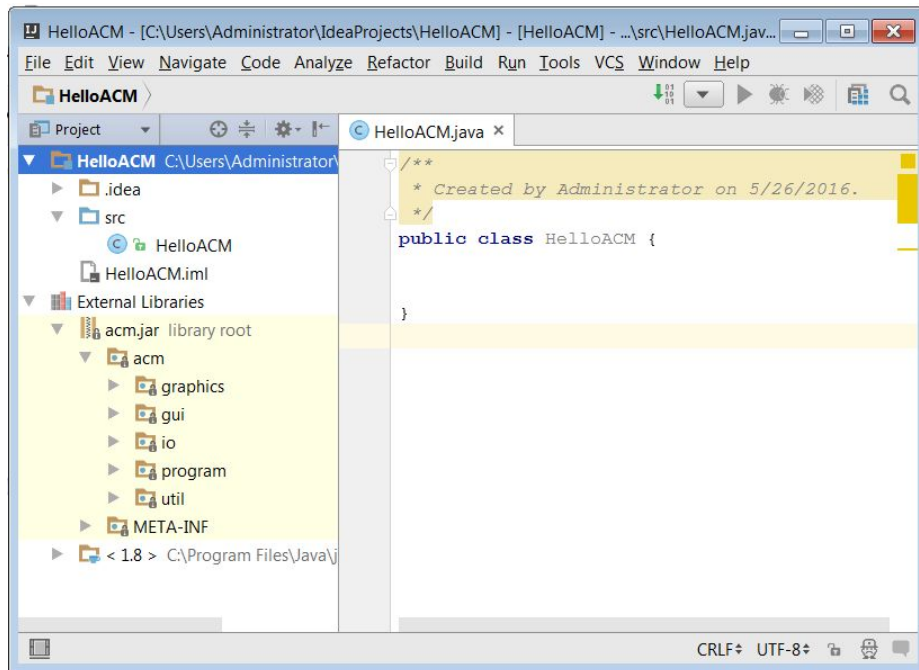 HelloACM - [C:\Users\Administrator\IdeaProjects\HelloACM] - [HelloACM] - ...\src\HelloACM.jav...
File Edit View Navigate Code Analyze Refactor Build Run Tools VCS Window Help
HelloACM
Project
HelloACM.java
HelloACM C:\Users\Administrator\
.idea
src
HelloACM
HelloACM.iml
External Libraries
acm.jar library root
acm
graphics
gui
io
program
util
META-INF
< 1.8 > C:\Program Files\Java\j
/**
* Created by Administrator on 5/26/2016.
*/
public class HelloACM {
}
CRLF UTF-8